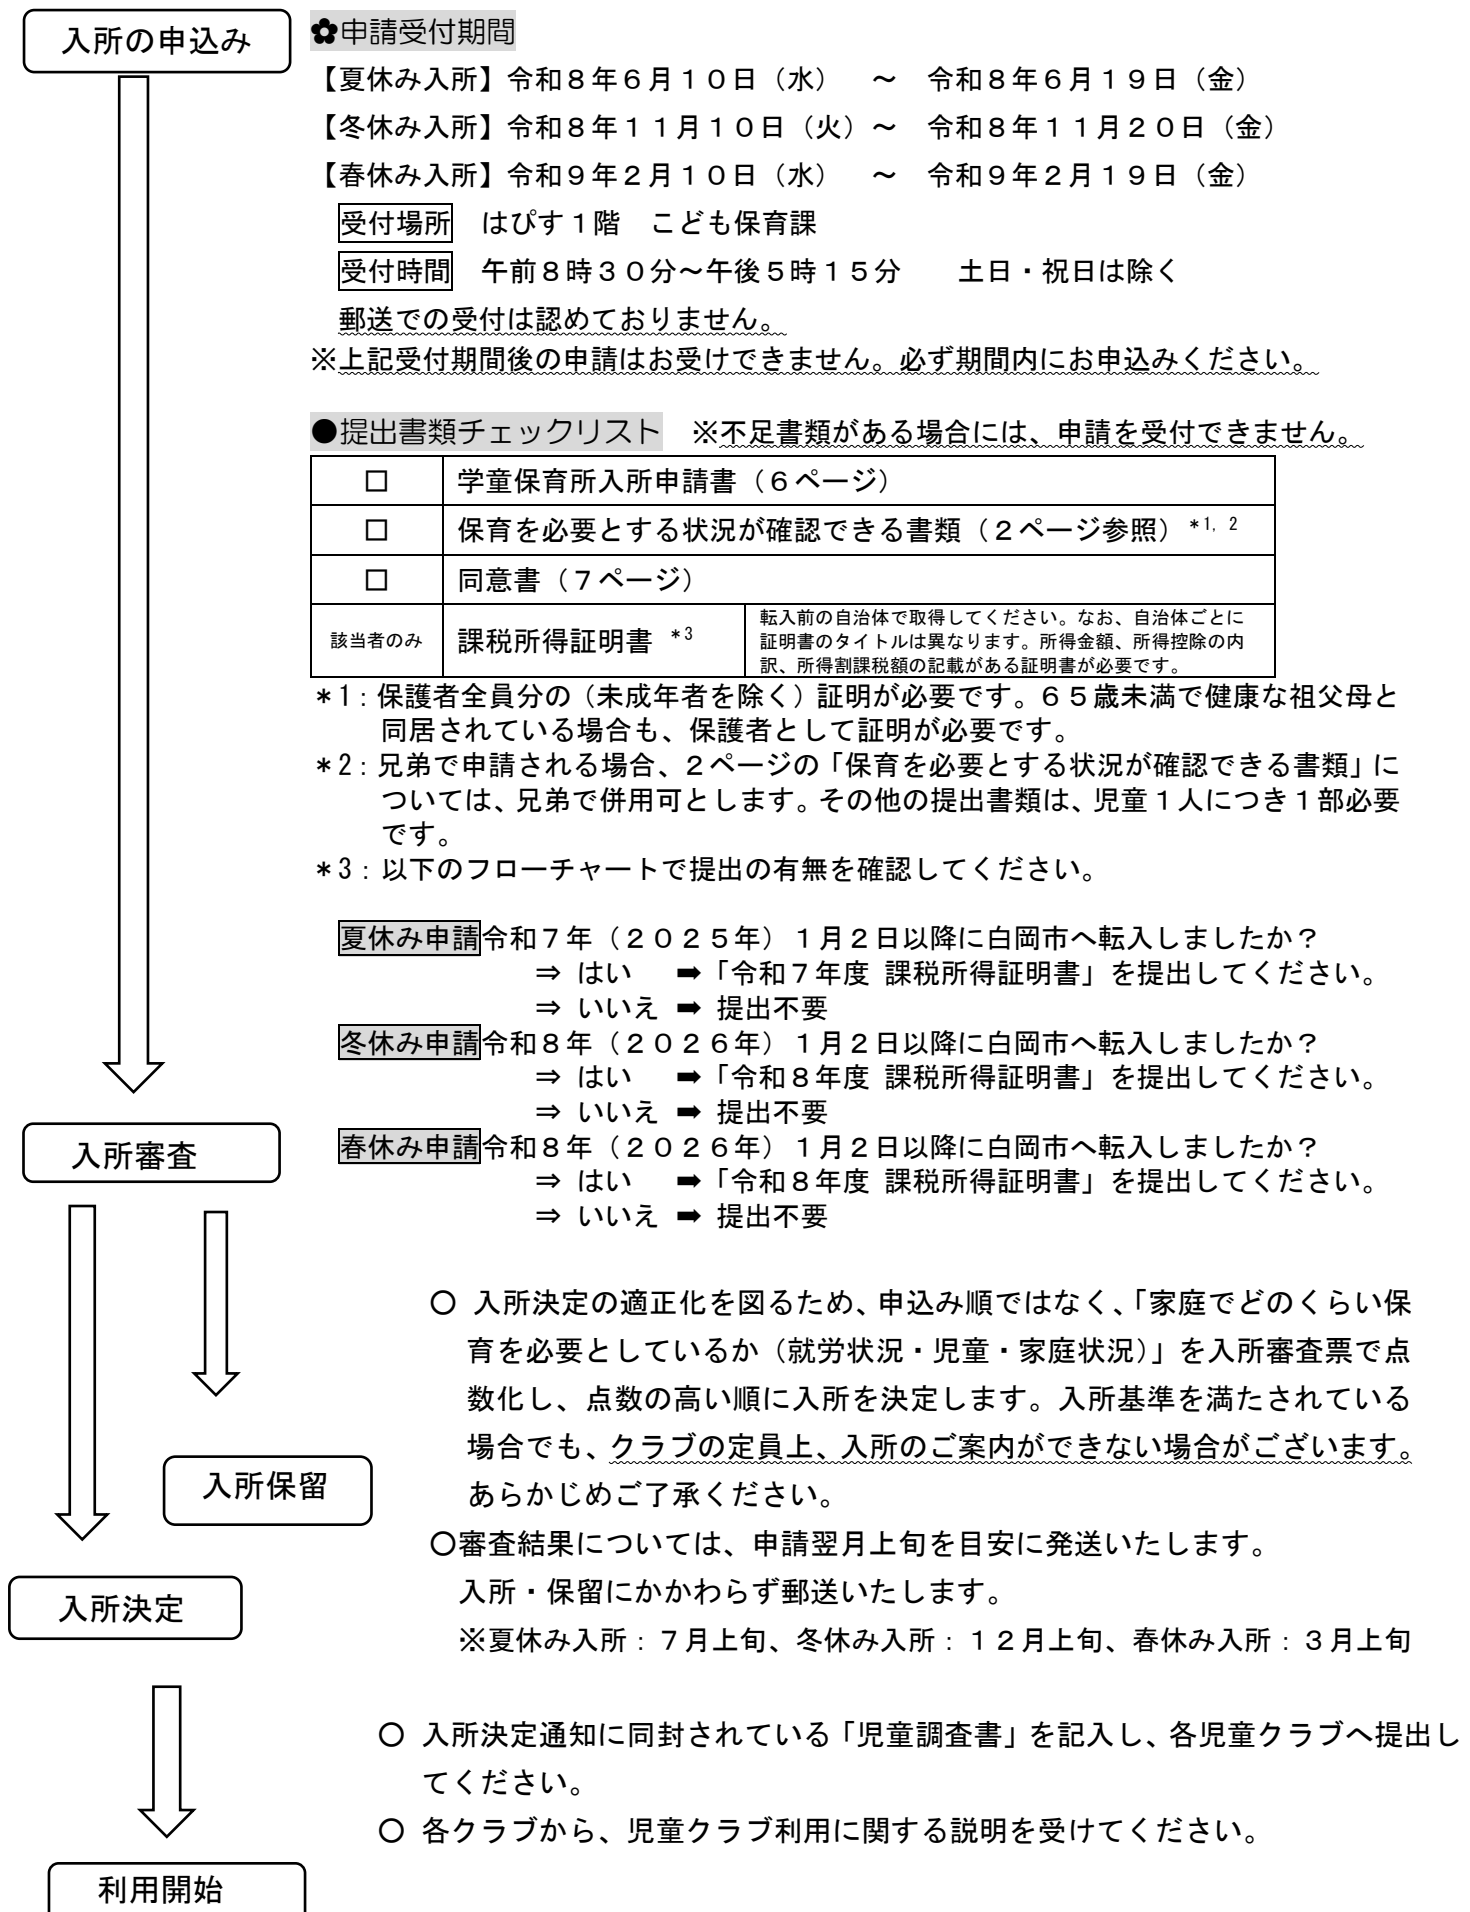 入所の申込み
✿申請受付期間
【夏休み入所】令和８年６月１０日（水）　～　令和８年６月１９日（金）
【冬休み入所】令和８年１１月１０日（火）～　令和８年１１月２０日（金）
【春休み入所】令和９年２月１０日（水）　～　令和９年２月１９日（金）
受付場所　はぴす１階　こども保育課
受付時間　午前８時３０分～午後５時１５分　　土日・祝日は除く
郵送での受付は認めておりません。
※上記受付期間後の申請はお受けできません。必ず期間内にお申込みください。
●提出書類チェックリスト　※不足書類がある場合には、申請を受付できません。
□　学童保育所入所申請書（６ページ）
□　保育を必要とする状況が確認できる書類（２ページ参照）*1, 2
□　同意書（７ページ）
該当者のみ　課税所得証明書 *3
転入前の自治体で取得してください。なお、自治体ごとに
証明書のタイトルは異なります。所得金額、所得控除の内
訳、所得割課税額の記載がある証明書が必要です。
*1：保護者全員分の（未成年者を除く）証明が必要です。６５歳未満で健康な祖父母と
同居されている場合も、保護者として証明が必要です。
*2：兄弟で申請される場合、２ページの「保育を必要とする状況が確認できる書類」に
ついては、兄弟で併用可とします。その他の提出書類は、児童１人につき１部必要
です。
*3：以下のフローチャートで提出の有無を確認してください。
夏休み申請令和７年（２０２５年）１月２日以降に白岡市へ転入しましたか？
⇒ はい　➡「令和７年度 課税所得証明書」を提出してください。
⇒ いいえ ➡ 提出不要
冬休み申請令和８年（２０２６年）１月２日以降に白岡市へ転入しましたか？
⇒ はい　➡「令和８年度 課税所得証明書」を提出してください。
⇒ いいえ ➡ 提出不要
入所審査
春休み申請令和８年（２０２６年）１月２日以降に白岡市へ転入しましたか？
⇒ はい　➡「令和８年度 課税所得証明書」を提出してください。
⇒ いいえ ➡ 提出不要
○ 入所決定の適正化を図るため、申込み順ではなく、「家庭でどのくらい保
育を必要としているか（就労状況・児童・家庭状況）」を入所審査票で点
数化し、点数の高い順に入所を決定します。入所基準を満たされている
場合でも、クラブの定員上、入所のご案内ができない場合がございます。
あらかじめご了承ください。
入所保留
○審査結果については、申請翌月上旬を目安に発送いたします。
入所・保留にかかわらず郵送いたします。
※夏休み入所：７月上旬、冬休み入所：１２月上旬、春休み入所：３月上旬
入所決定
○ 入所決定通知に同封されている「児童調査書」を記入し、各児童クラブへ提出し
てください。
○ 各クラブから、児童クラブ利用に関する説明を受けてください。
利用開始